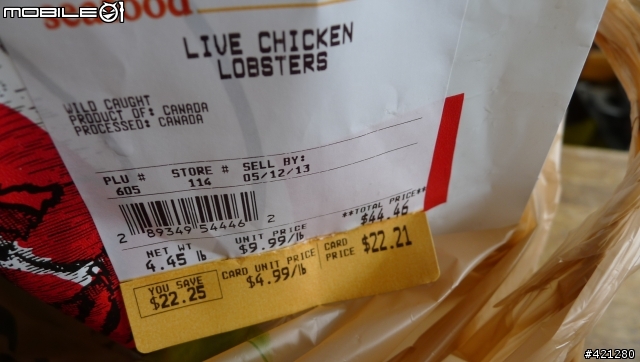 MOBILE01
seafood
LIVE CHICKEN
LOBSTERS
WILD CAUGHT
PRODUCT OF: CANADA
PROCESSED: CANADA
PLU # STORE # SELL BY:
605 114 05/12/13
2 89349 54446 2
NET WT UNIT PRICE **TOTAL PRICE**
4.45 lb $9.99/lb $44.46
YOU SAVE CARD UNIT PRICE CARD PRICE
$22.25 $4.99/lb $22.21
#421280